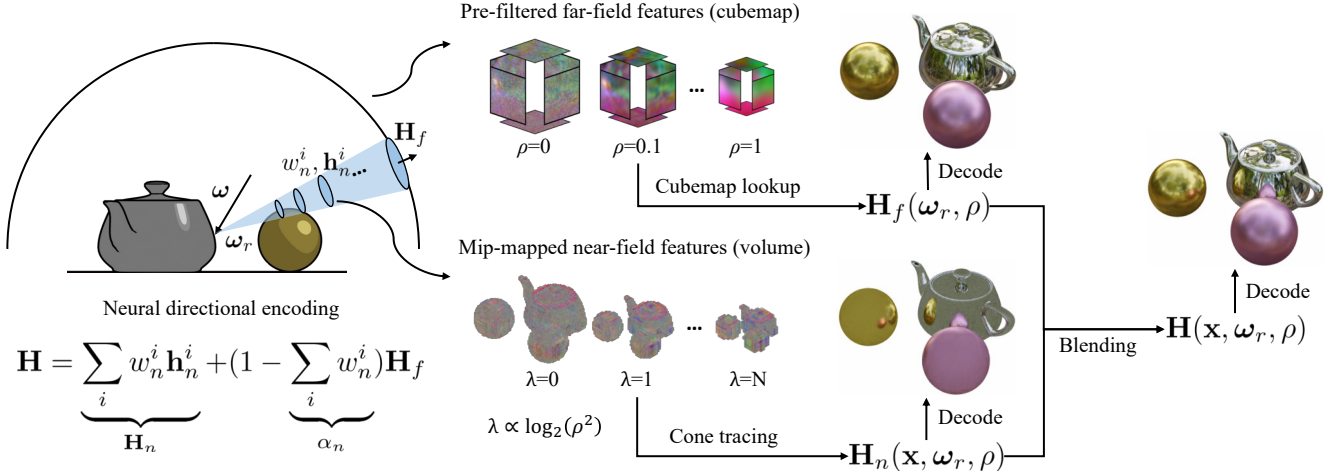 Pre-filtered far-field features (cubemap)
ρ=0 ρ=0.1 ... ρ=1
Cubemap lookup
𝐇_f(𝝎_r, ρ)
Decode
𝐇_f
w_n^i, 𝐡_n^i ...
𝝎
𝝎_r
Neural directional encoding
𝐇 = ∑_i w_n^i 𝐡_n^i + (1 − ∑_i w_n^i)𝐇_f
𝐇_n α_n
Mip-mapped near-field features (volume)
λ=0 λ=1 ... λ=N
λ ∝ log₂(ρ²)
Cone tracing
𝐇_n(𝐱, 𝝎_r, ρ)
Decode
Blending
𝐇(𝐱, 𝝎_r, ρ)
Decode